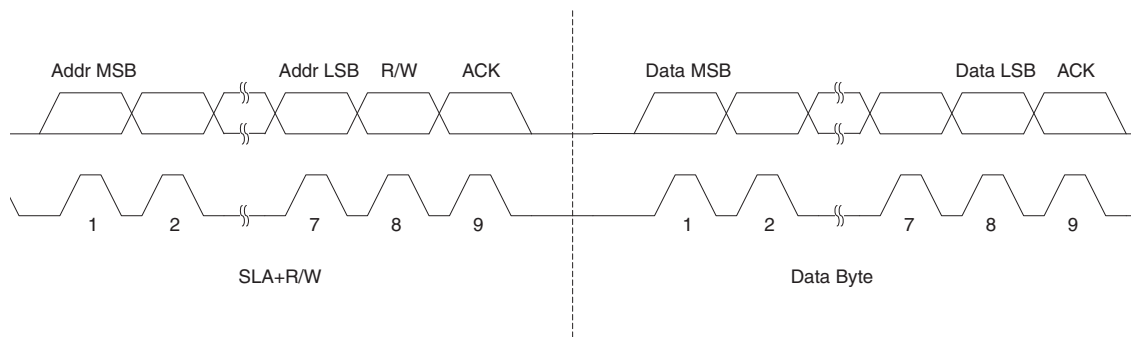 Addr MSB Addr LSB R/W ACK Data MSB Data LSB ACK
1 2 7 8 9 1 2 7 8 9
SLA+R/W Data Byte